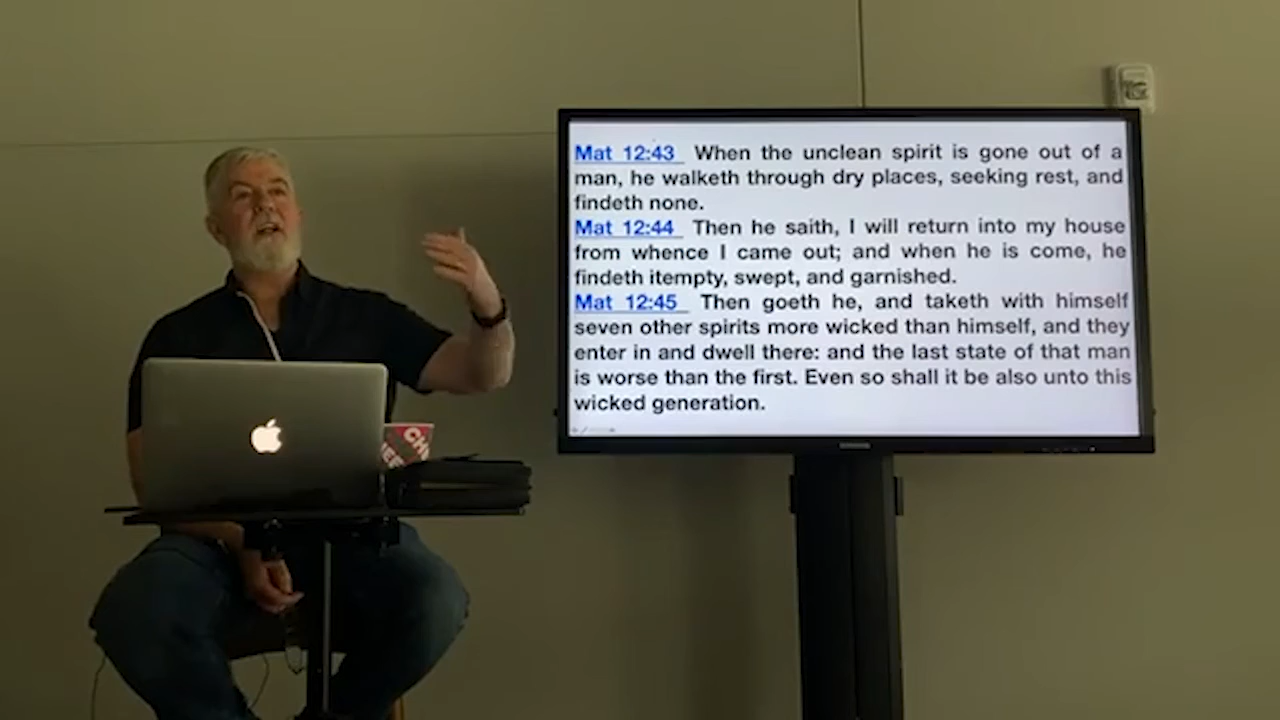 Mat 12:43 When the unclean spirit is gone out of a
man, he walketh through dry places, seeking rest, and
findeth none.
Mat 12:44 Then he saith, I will return into my house
from whence I came out; and when he is come, he
findeth itempty, swept, and garnished.
Mat 12:45 Then goeth he, and taketh with himself
seven other spirits more wicked than himself, and they
enter in and dwell there: and the last state of that man
is worse than the first. Even so shall it be also unto this
wicked generation.